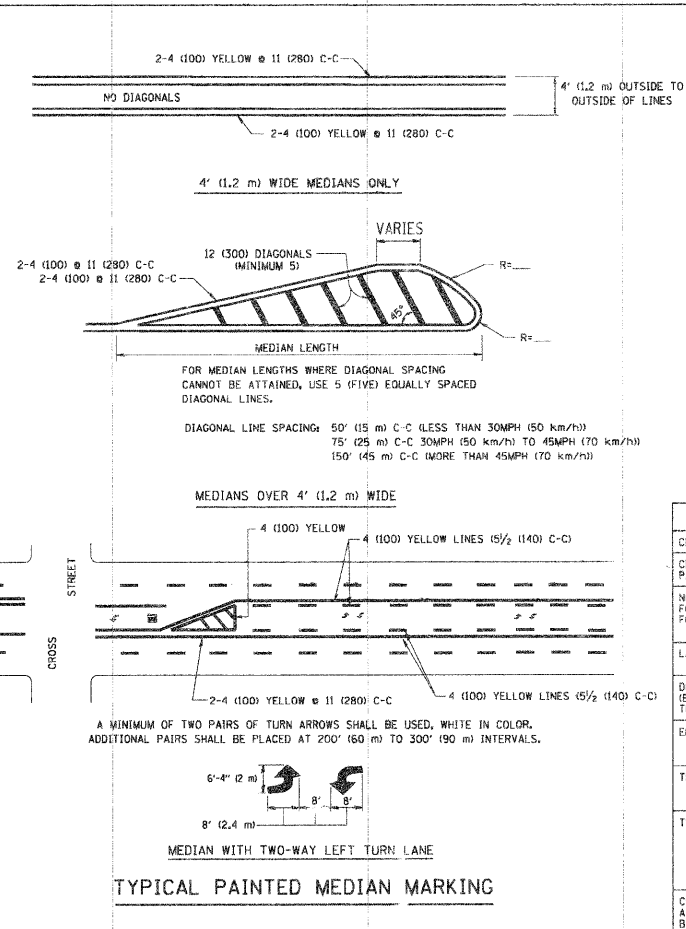 2-4 (100) YELLOW @ 11 (280) C-C
NO DIAGONALS
4' (1.2 m) OUTSIDE TO
OUTSIDE OF LINES
2-4 (100) YELLOW @ 11 (280) C-C
4' (1.2 m) WIDE MEDIANS ONLY
VARIES
12 (300) DIAGONALS
(MINIMUM 5)
2-4 (100) @ 11 (280) C-C
2-4 (100) @ 11 (280) C-C
R=
45°
R=
MEDIAN LENGTH
FOR MEDIAN LENGTHS WHERE DIAGONAL SPACING
CANNOT BE ATTAINED, USE 5 (FIVE) EQUALLY SPACED
DIAGONAL LINES.
DIAGONAL LINE SPACING: 50' (15 m) C-C (LESS THAN 30MPH (50 km/h))
75' (25 m) C-C 30MPH (50 km/h) TO 45MPH (70 km/h))
150' (45 m) C-C (MORE THAN 45MPH (70 km/h))
MEDIANS OVER 4' (1.2 m) WIDE
4 (100) YELLOW
4 (100) YELLOW LINES (5½ (140) C-C)
CROSS STREET
2-4 (100) YELLOW @ 11 (280) C-C
4 (100) YELLOW LINES (5½ (140) C-C)
A MINIMUM OF TWO PAIRS OF TURN ARROWS SHALL BE USED, WHITE IN COLOR.
ADDITIONAL PAIRS SHALL BE PLACED AT 200' (60 m) TO 300' (90 m) INTERVALS.
6'-4" (2 m)
8' 8'
8' (2.4 m)
MEDIAN WITH TWO-WAY LEFT TURN LANE
TYPICAL PAINTED MEDIAN MARKING